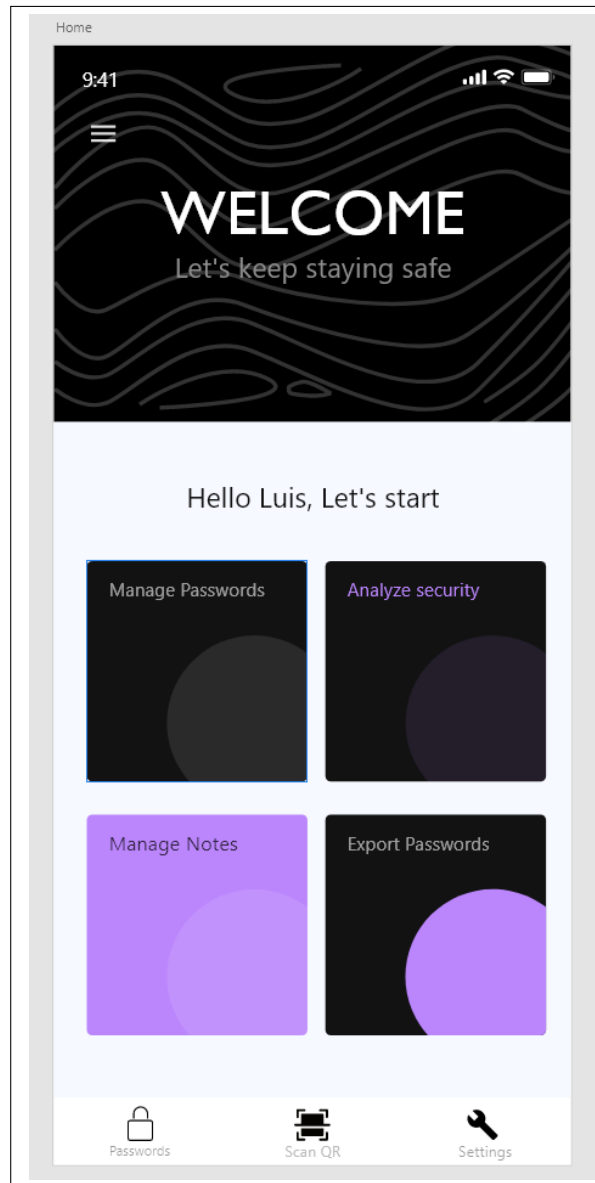 Home
9:41
WELCOME
Let's keep staying safe
Hello Luis, Let's start
Manage Passwords
Analyze security
Manage Notes
Export Passwords
Passwords
Scan QR
Settings